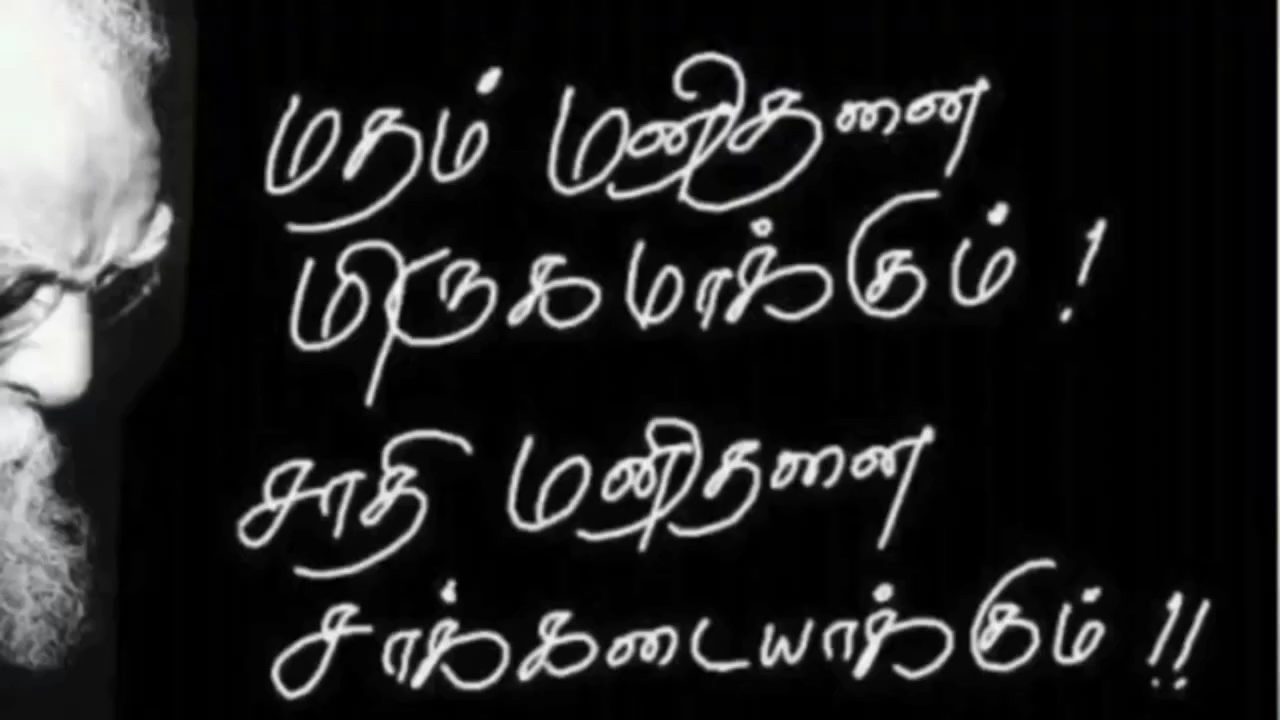 மதம் மனிதனை
மிருகமாக்கும் !
சாதி மனிதனை
சாக்கடையாக்கும் !!